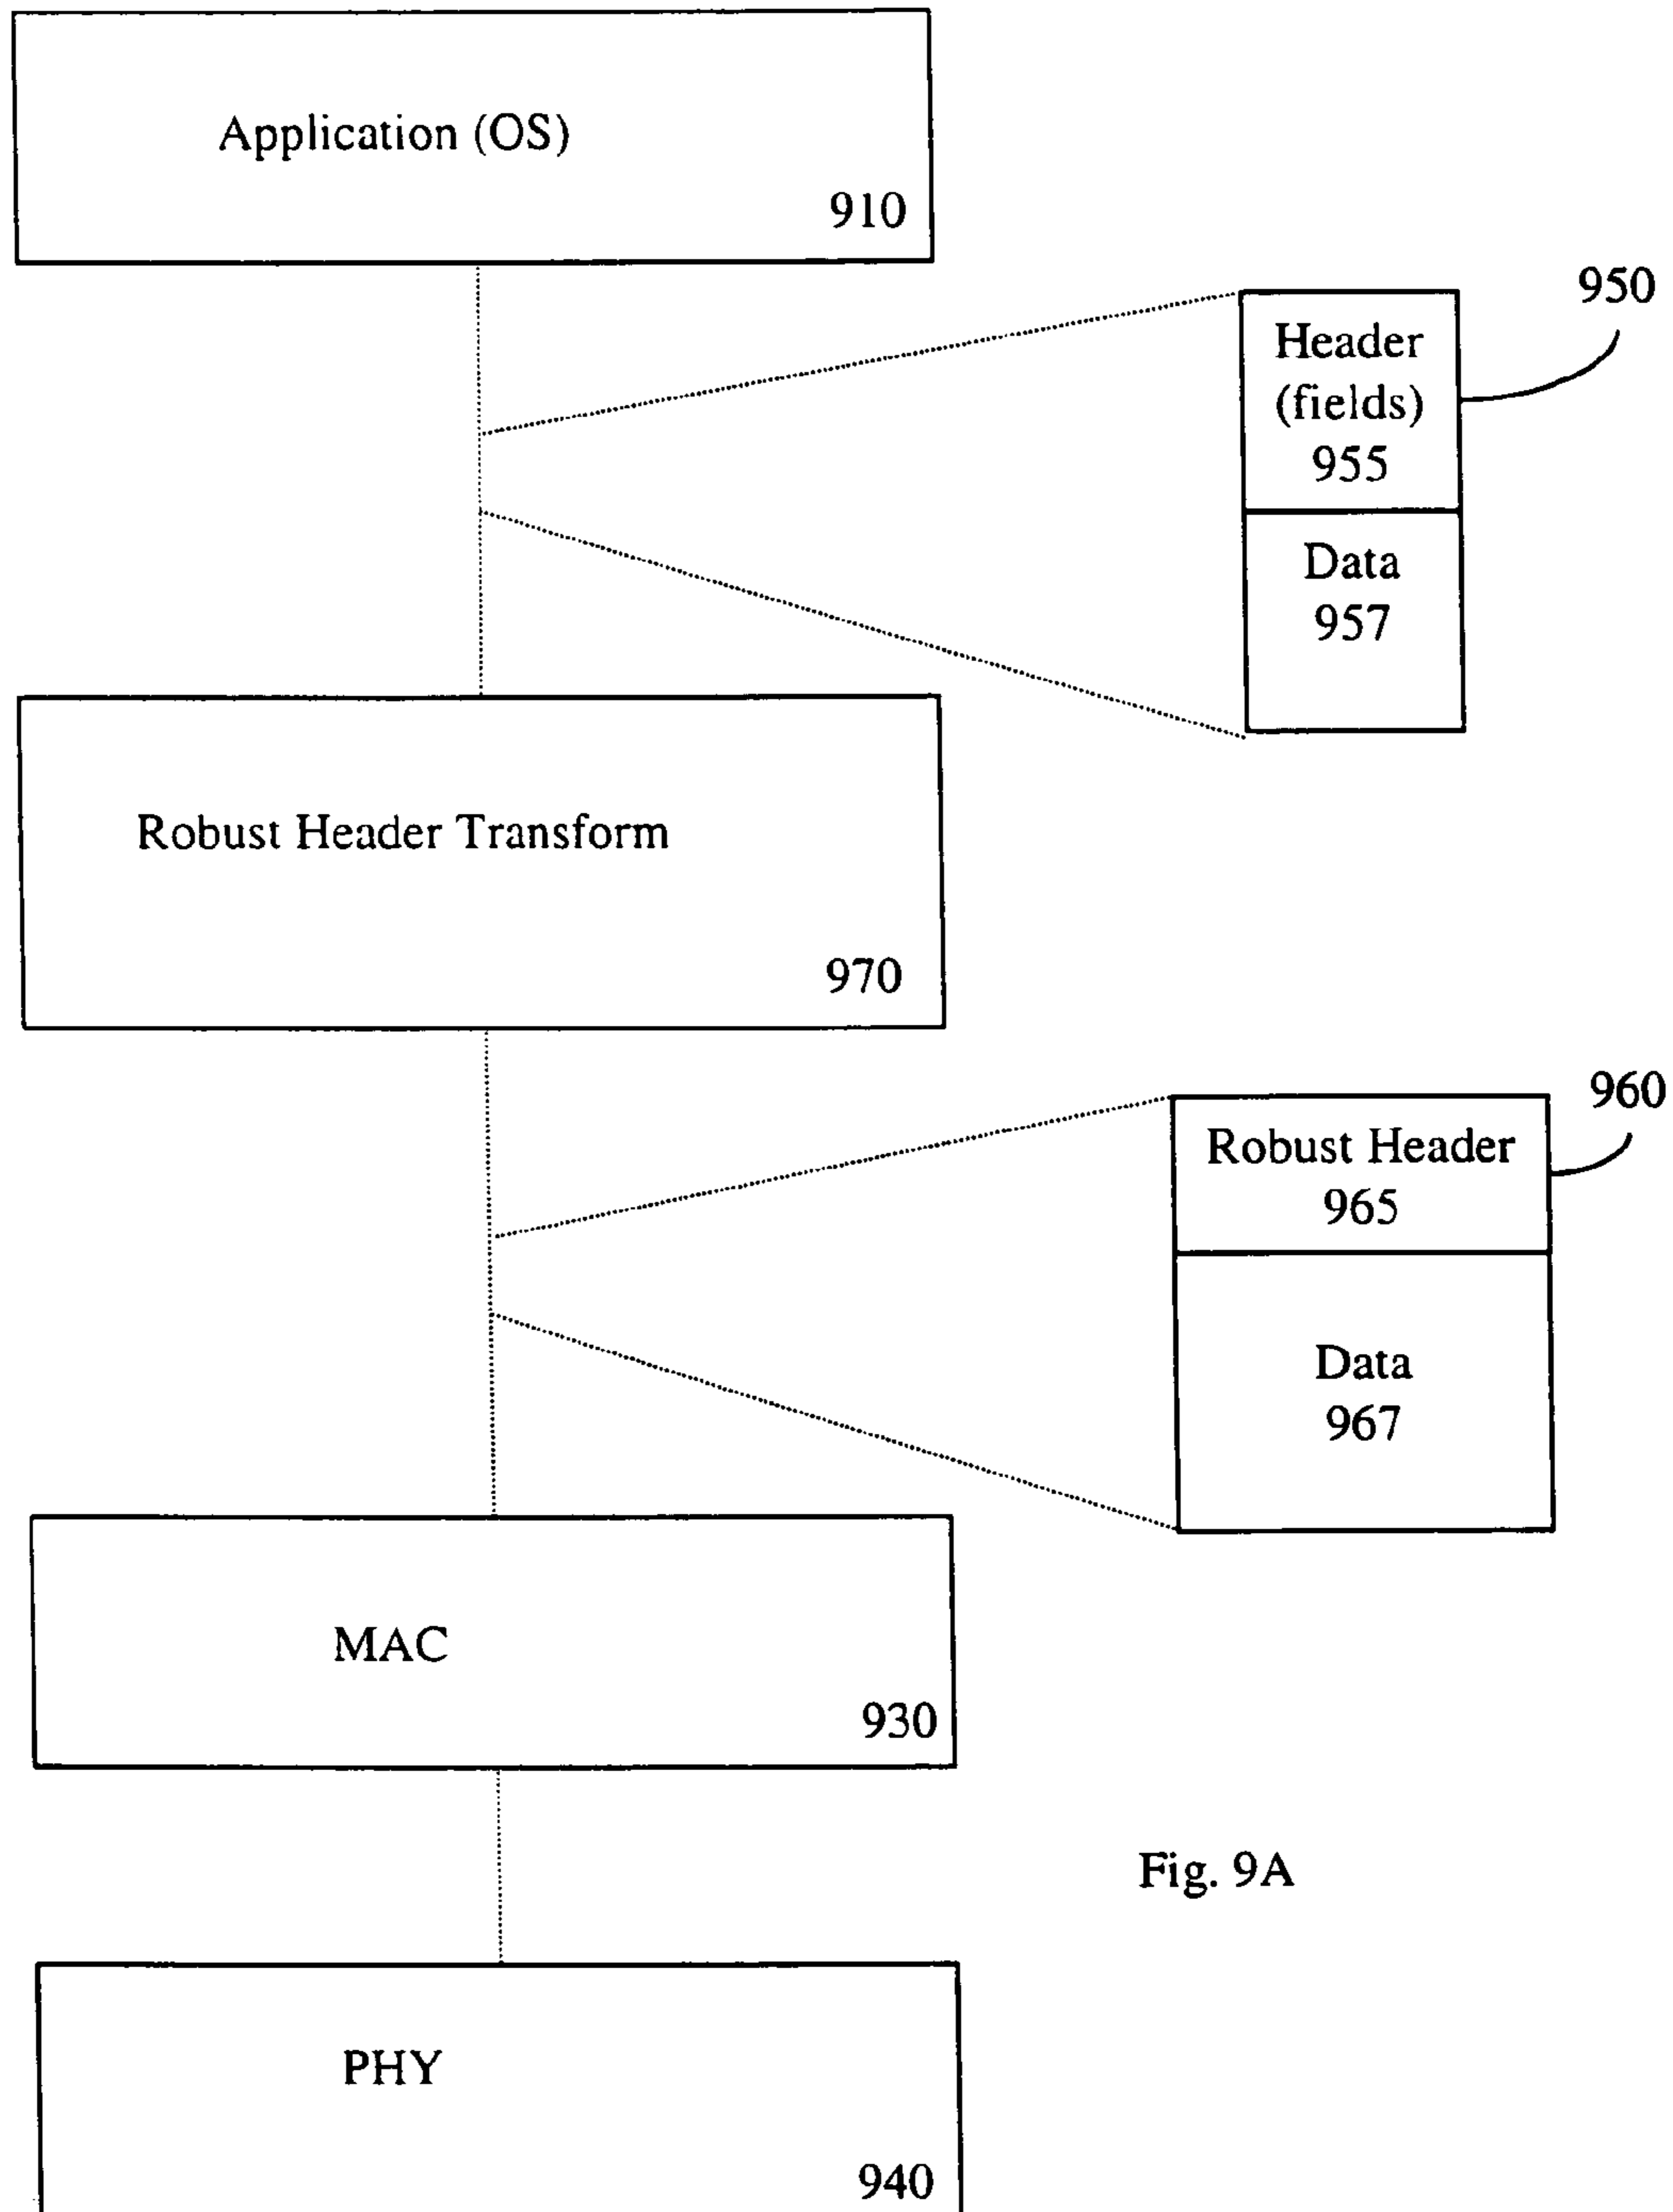 Application (OS)
910
950
Header
(fields)
955
Data
957
Robust Header Transform
970
960
Robust Header
965
Data
967
MAC
930
Fig. 9A
PHY
940